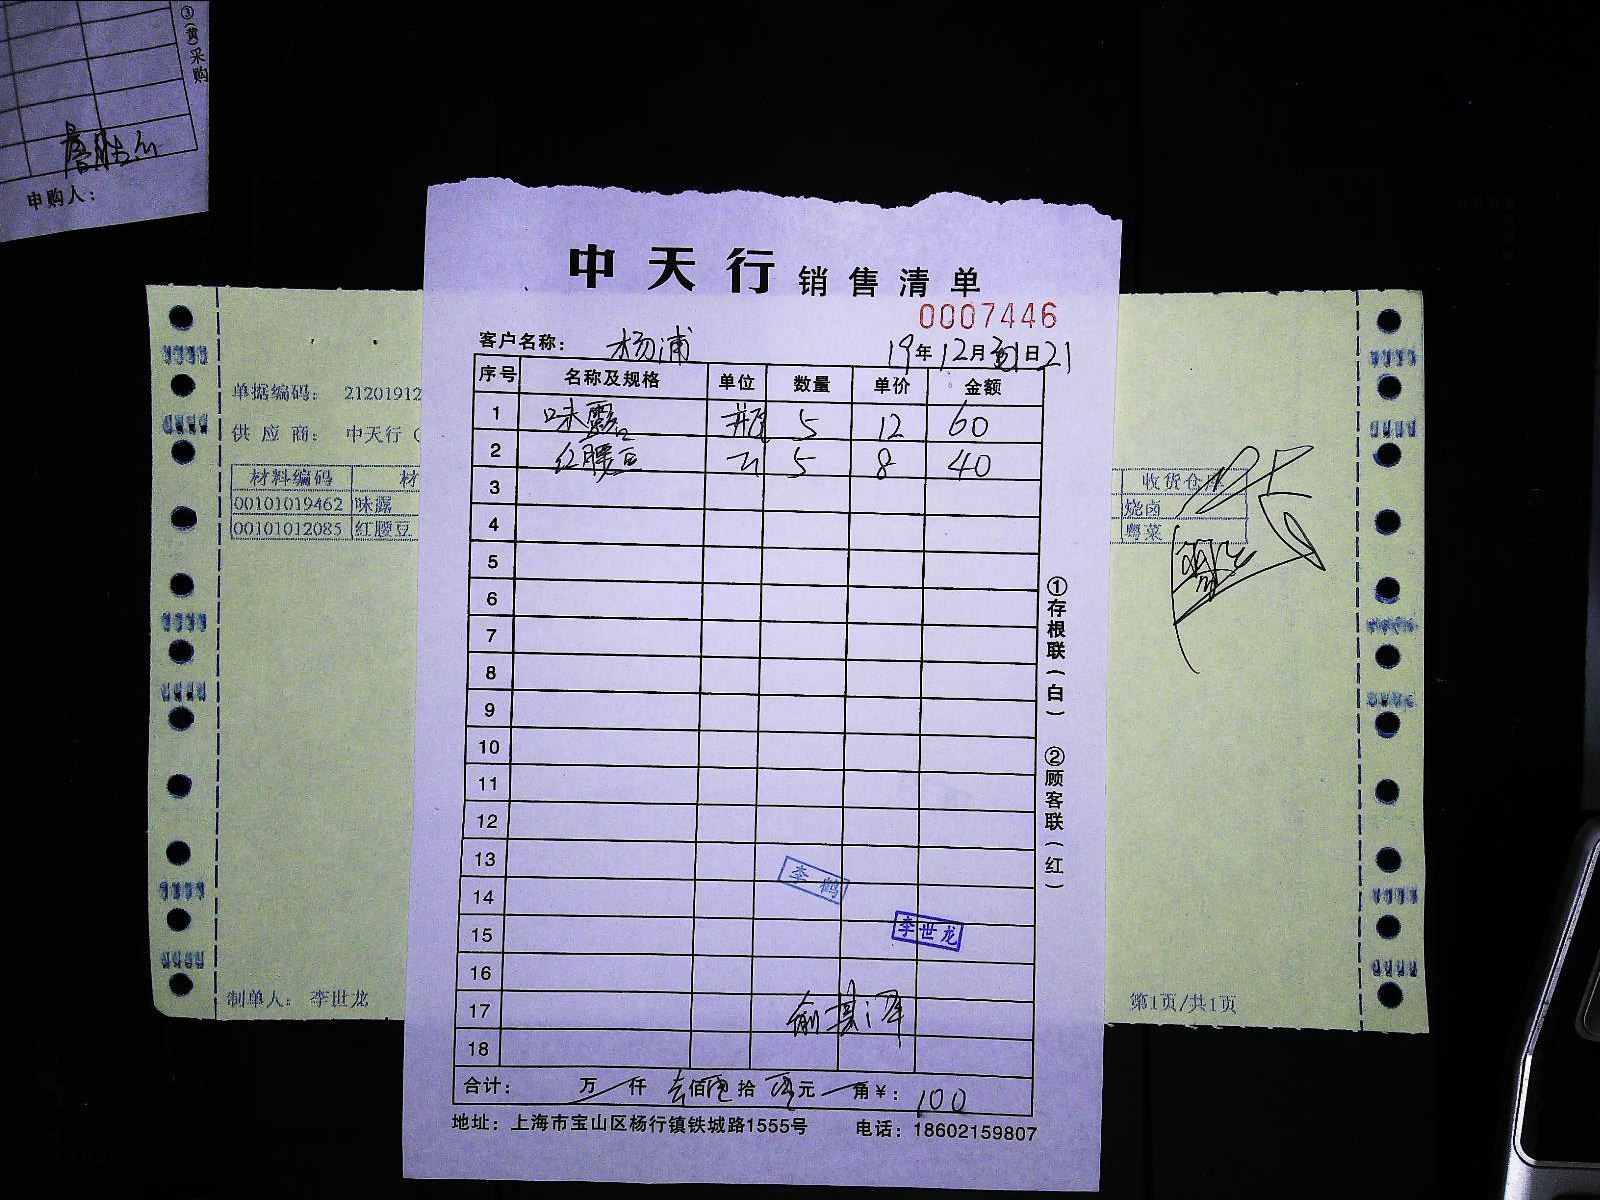 ③(黄)采购
申购人：
中天行 销售清单
0007446
客户名称： 杨浦 19年12月 日21
序号 名称及规格 单位 数量 单价 金额
1 味露 瓶 5 12 60
2 红腰豆 5 8 40
3
4
5
6
7
8
9
10
11
12
13
14
15
16
17
18
李鹤
李世龙
合计： 万 仟 佰 拾 元 角¥： 100
地址：上海市宝山区杨行镇铁城路1555号 电话：18602159807
①存根联(白) ②顾客联(红)
单据编码： 21201912
供应商： 中天行（
材料编码 材
00101019462 味露
00101012085 红腰豆
收货仓库
烧卤
粤菜
制单人： 李世龙
第1页/共1页